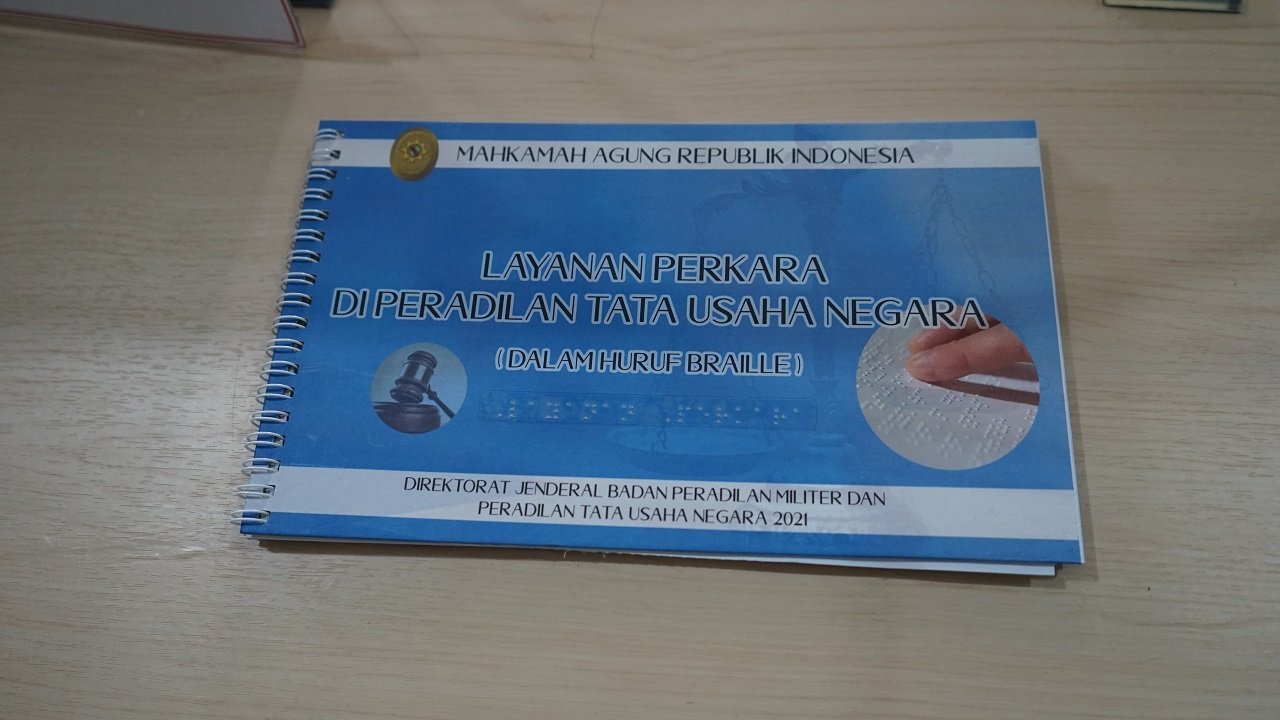 MAHKAMAH AGUNG REPUBLIK INDONESIA
LAYANAN PERKARA
DI PERADILAN TATA USAHA NEGARA
(DALAM HURUF BRAILLE)
DIREKTORAT JENDERAL BADAN PERADILAN MILITER DAN
PERADILAN TATA USAHA NEGARA 2021